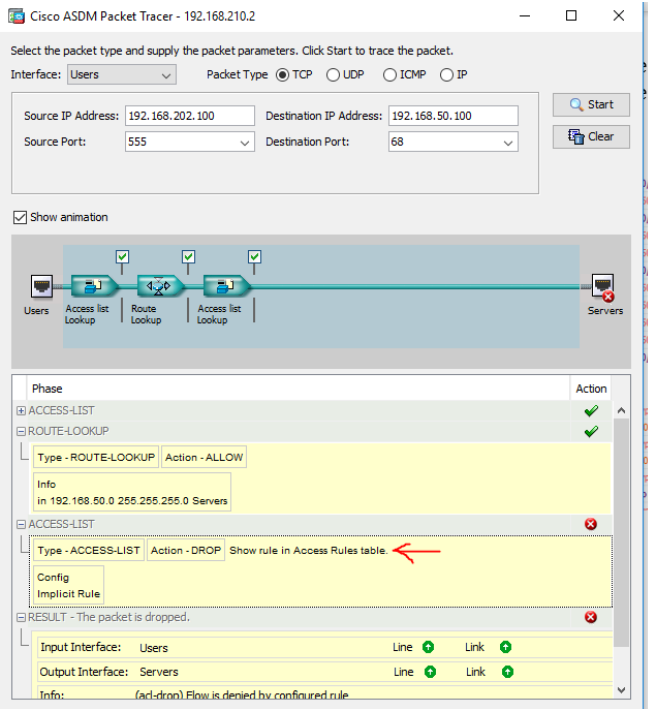 Cisco ASDM Packet Tracer - 192.168.210.2
Select the packet type and supply the packet parameters. Click Start to trace the packet.
Interface: Users Packet Type TCP UDP ICMP IP
Source IP Address: 192.168.202.100 Destination IP Address: 192.168.50.100
Source Port: 555 Destination Port: 68
Start
Clear
Show animation
Users
Access list
Lookup
Route
Lookup
Access list
Lookup
Servers
Phase Action
ACCESS-LIST
ROUTE-LOOKUP
Type - ROUTE-LOOKUP Action - ALLOW
Info
in 192.168.50.0 255.255.255.0 Servers
ACCESS-LIST
Type - ACCESS-LIST Action - DROP Show rule in Access Rules table.
Config
Implicit Rule
RESULT - The packet is dropped.
Input Interface: Users Line Link
Output Interface: Servers Line Link
Info: (acl-drop) Flow is denied by configured rule